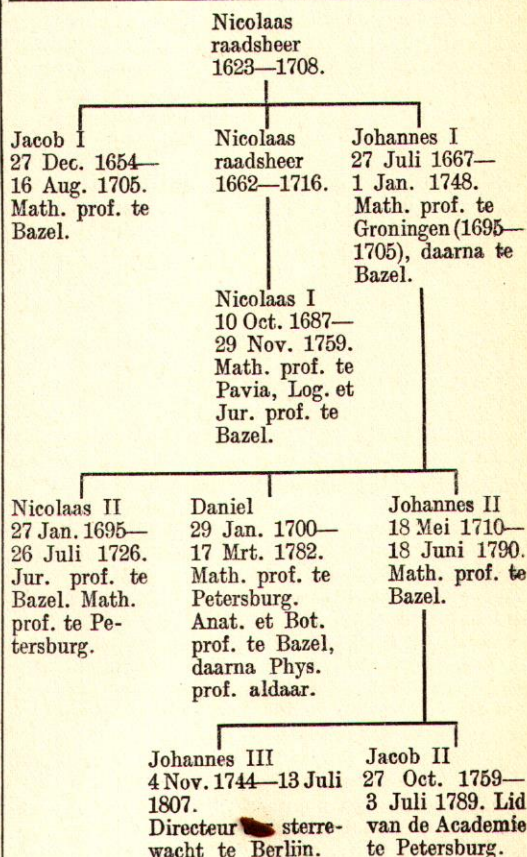 Nicolaas
raadsheer
1623—1708.
Jacob I
27 Dec. 1654—
16 Aug. 1705.
Math. prof. te
Bazel.
Nicolaas
raadsheer
1662—1716.
Johannes I
27 Juli 1667—
1 Jan. 1748.
Math. prof. te
Groningen (1695—
1705), daarna te
Bazel.
Nicolaas I
10 Oct. 1687—
29 Nov. 1759.
Math. prof. te
Pavia, Log. et
Jur. prof. te
Bazel.
Nicolaas II
27 Jan. 1695—
26 Juli 1726.
Jur. prof. te
Bazel. Math.
prof. te Pe-
tersburg.
Daniel
29 Jan. 1700—
17 Mrt. 1782.
Math. prof. te
Petersburg.
Anat. et Bot.
prof. te Bazel,
daarna Phys.
prof. aldaar.
Johannes II
18 Mei 1710—
18 Juni 1790.
Math. prof. te
Bazel.
Johannes III
4 Nov. 1744—13 Juli
1807.
Directeur sterre-
wacht te Berlijn.
Jacob II
27 Oct. 1759—
3 Juli 1789. Lid
van de Academie
te Petersburg.